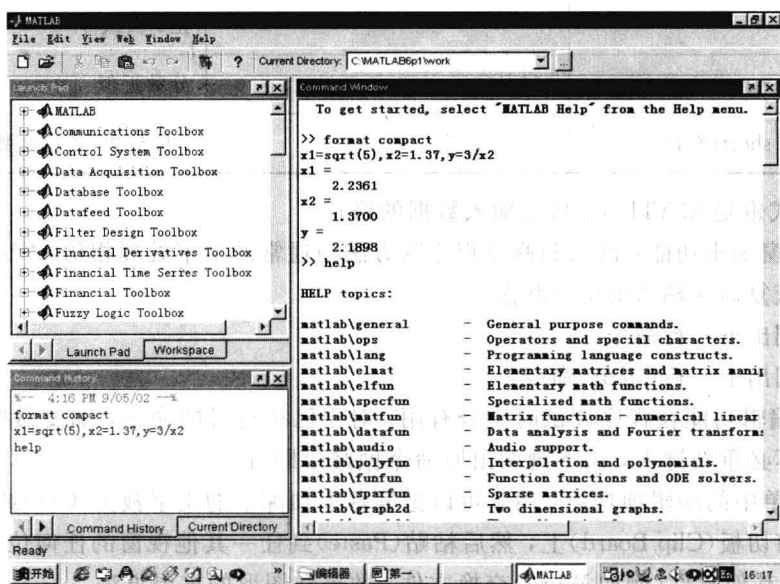 MATLAB
File Edit View Web Window Help
? Current Directory: C:\MATLAB6p1\work ...
Launch Pad
MATLAB
Communications Toolbox
Control System Toolbox
Data Acquisition Toolbox
Database Toolbox
Datafeed Toolbox
Filter Design Toolbox
Financial Derivatives Toolbox
Financial Time Series Toolbox
Financial Toolbox
Fuzzy Logic Toolbox
Launch Pad Workspace
Command History
%-- 4:16 PM 9/05/02 --%
format compact
x1=sqrt(5),x2=1.37,y=3/x2
help
Command History Current Directory
Command Window
To get started, select "MATLAB Help" from the Help menu.
>> format compact
x1=sqrt(5),x2=1.37,y=3/x2
x1 =
2.2361
x2 =
1.3700
y =
2.1898
>> help
HELP topics:
matlab\general - General purpose commands.
matlab\ops - Operators and special characters.
matlab\lang - Programming language constructs.
matlab\elmat - Elementary matrices and matrix manip
matlab\elfun - Elementary math functions.
matlab\specfun - Specialized math functions.
matlab\matfun - Matrix functions - numerical linear
matlab\datafun - Data analysis and Fourier transforms
matlab\audio - Audio support.
matlab\polyfun - Interpolation and polynomials.
matlab\funfun - Function functions and ODE solvers.
matlab\sparfun - Sparse matrices.
matlab\graph2d - Two dimensional graphs.
Ready
开始 编辑器 第一 MATLAB 16:17